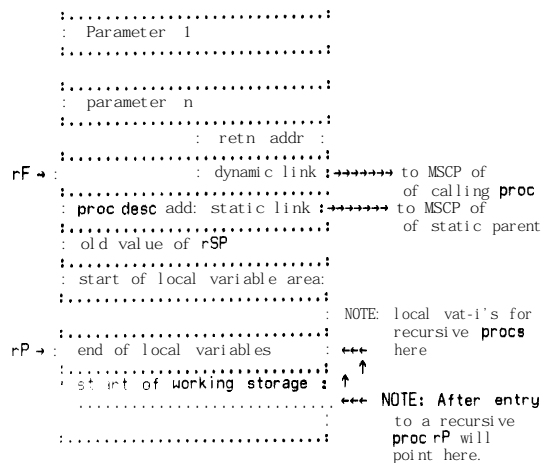 : Parameter 1
: parameter n
: retn addr :
rF → : : dynamic link :→→→→→→→ to MSCP of
of calling proc
: proc desc add: static link :→→→→→→→ to MSCP of
of static parent
: old value of rSP
: start of local variable area:
: NOTE: local vat-i's for
recursive procs
rP → : end of local variables : ←←← here
↑
start of working storage : ↑
←←← NOTE: After entry
: to a recursive
proc rP will
point here.